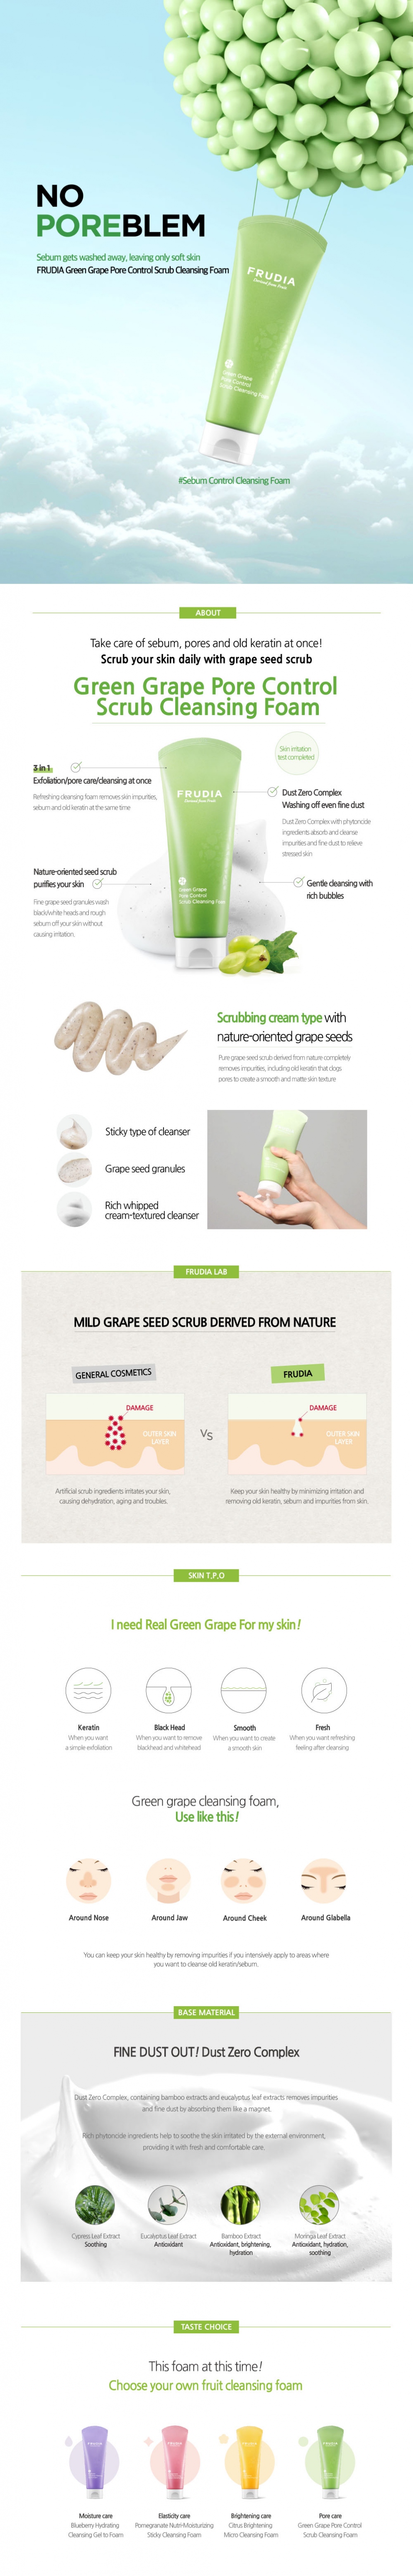 NO
POREBLEM
Sebum gets washed away, leaving only soft skin
FRUDIA Green Grape Pore Control Scrub Cleansing Foam
FRUDIA
Green Grape
Pore Control
Scrub Cleansing Foam
#Sebum Control Cleansing Foam
ABOUT
Take care of sebum, pores and old keratin at once!
Scrub your skin daily with grape seed scrub
Green Grape Pore Control
Scrub Cleansing Foam
Skin irritation
test completed
3 in 1
Exfoliation/pore care/cleansing at once
Refreshing cleansing foam removes skin impurities,
sebum and old keratin at the same time
Dust Zero Complex
Washing off even fine dust
Dust Zero Complex with phytoncide
ingredients absorb and cleanse
impurities and fine dust to relieve
stressed skin
FRUDIA
Green Grape
Pore Control
Scrub Cleansing Foam
Nature-oriented seed scrub
purifies your skin
Fine grape seed granules wash
black/white heads and rough
sebum off your skin without
causing irritation.
Gentle cleansing with
rich bubbles
Scrubbing cream type with
nature-oriented grape seeds
Pure grape seed scrub derived from nature completely
removes impurities, including old keratin that clogs
pores to create a smooth and matte skin texture
Sticky type of cleanser
Grape seed granules
Rich whipped
cream-textured cleanser
FRUDIA LAB
MILD GRAPE SEED SCRUB DERIVED FROM NATURE
GENERAL COSMETICS
FRUDIA
DAMAGE
OUTER SKIN
LAYER
Vs
DAMAGE
OUTER SKIN
LAYER
Artificial scrub ingredients irritates your skin,
causing dehydration, aging and troubles.
Keep your skin healthy by minimizing irritation and
removing old keratin, sebum and impurities from skin.
SKIN T.P.O
I need Real Green Grape For my skin!
Keratin
When you want
a simple exfoliation
Black Head
When you want to remove
blackhead and whitehead
Smooth
When you want to create
a smooth skin
Fresh
When you want refreshing
feeling after cleansing
Green grape cleansing foam,
Use like this!
Around Nose
Around Jaw
Around Cheek
Around Glabella
You can keep your skin healthy by removing impurities if you intensively apply to areas where
you want to cleanse old keratin/sebum.
BASE MATERIAL
FINE DUST OUT! Dust Zero Complex
Dust Zero Complex, containing bamboo extracts and eucalyptus leaf extracts removes impurities
and fine dust by absorbing them like a magnet.
Rich phytoncide ingredients help to soothe the skin irritated by the external environment,
providing it with fresh and comfortable care.
Cypress Leaf Extract
Soothing
Eucalyptus Leaf Extract
Antioxidant
Bamboo Extract
Antioxidant, brightening,
hydration
Moringa Leaf Extract
Antioxidant, hydration,
soothing
TASTE CHOICE
This foam at this time!
Choose your own fruit cleansing foam
Moisture care
Blueberry Hydrating
Cleansing Gel to Foam
Elasticity care
Pomegranate Nutri-Moisturizing
Sticky Cleansing Foam
Brightening care
Citrus Brightening
Micro Cleansing Foam
Pore care
Green Grape Pore Control
Scrub Cleansing Foam